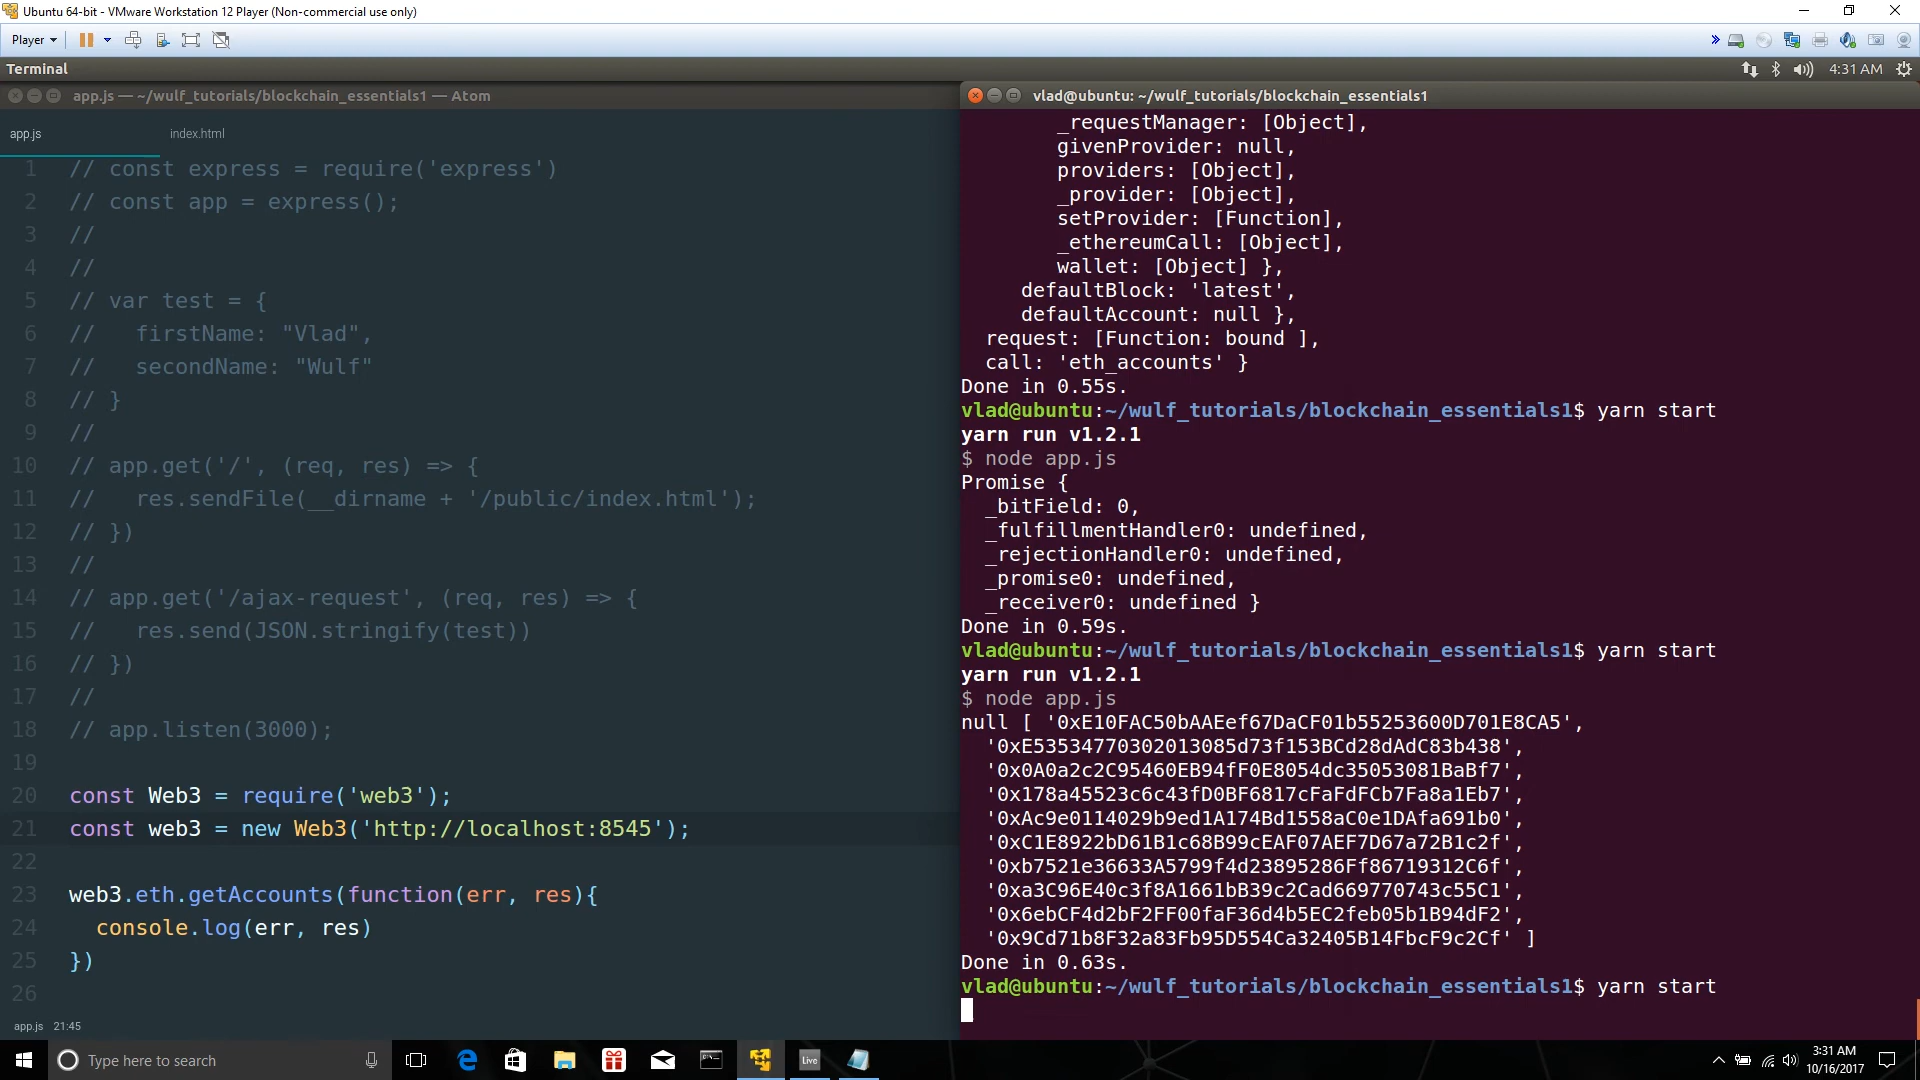 Ubuntu 64-bit - VMware Workstation 12 Player (Non-commercial use only)
Player
Terminal
4:31 AM
app.js — ~/wulf_tutorials/blockchain_essentials1 — Atom
app.js
index.html
1 // const express = require('express')
2 // const app = express();
3 //
4 //
5 // var test = {
6 //   firstName: "Vlad",
7 //   secondName: "Wulf"
8 // }
9 //
10 // app.get('/', (req, res) => {
11 //   res.sendFile(__dirname + '/public/index.html');
12 // })
13 //
14 // app.get('/ajax-request', (req, res) => {
15 //   res.send(JSON.stringify(test))
16 // })
17 //
18 // app.listen(3000);
19
20 const Web3 = require('web3');
21 const web3 = new Web3('http://localhost:8545');
22
23 web3.eth.getAccounts(function(err, res){
24   console.log(err, res)
25 })
26
app.js 21:45
vlad@ubuntu: ~/wulf_tutorials/blockchain_essentials1
_requestManager: [Object],
givenProvider: null,
providers: [Object],
_provider: [Object],
setProvider: [Function],
_ethereumCall: [Object],
wallet: [Object] },
defaultBlock: 'latest',
defaultAccount: null },
request: [Function: bound ],
call: 'eth_accounts' }
Done in 0.55s.
vlad@ubuntu:~/wulf_tutorials/blockchain_essentials1$ yarn start
yarn run v1.2.1
$ node app.js
Promise {
_bitField: 0,
_fulfillmentHandler0: undefined,
_rejectionHandler0: undefined,
_promise0: undefined,
_receiver0: undefined }
Done in 0.59s.
vlad@ubuntu:~/wulf_tutorials/blockchain_essentials1$ yarn start
yarn run v1.2.1
$ node app.js
null [ '0xE10FAC50bAAEef67DaCF01b55253600D701E8CA5',
'0xE53534770302013085d73f153BCd28dAdC83b438',
'0x0A0a2c2C95460EB94fF0E8054dc35053081BaBf7',
'0x178a45523c6c43fD0BF6817cFaFdFCb7Fa8a1Eb7',
'0xAc9e0114029b9ed1A174Bd1558aC0e1DAfa691b0',
'0xC1E8922bD61B1c68B99cEAF07AEF7D67a72B1c2f',
'0xb7521e36633A5799f4d23895286Ff86719312C6f',
'0xa3C96E40c3f8A1661bB39c2Cad669770743c55C1',
'0x6ebCF4d2bF2FF00faF36d4b5EC2feb05b1B94dF2',
'0x9Cd71b8F32a83Fb95D554Ca32405B14FbcF9c2Cf' ]
Done in 0.63s.
vlad@ubuntu:~/wulf_tutorials/blockchain_essentials1$ yarn start
Type here to search
Live
3:31 AM
10/16/2017